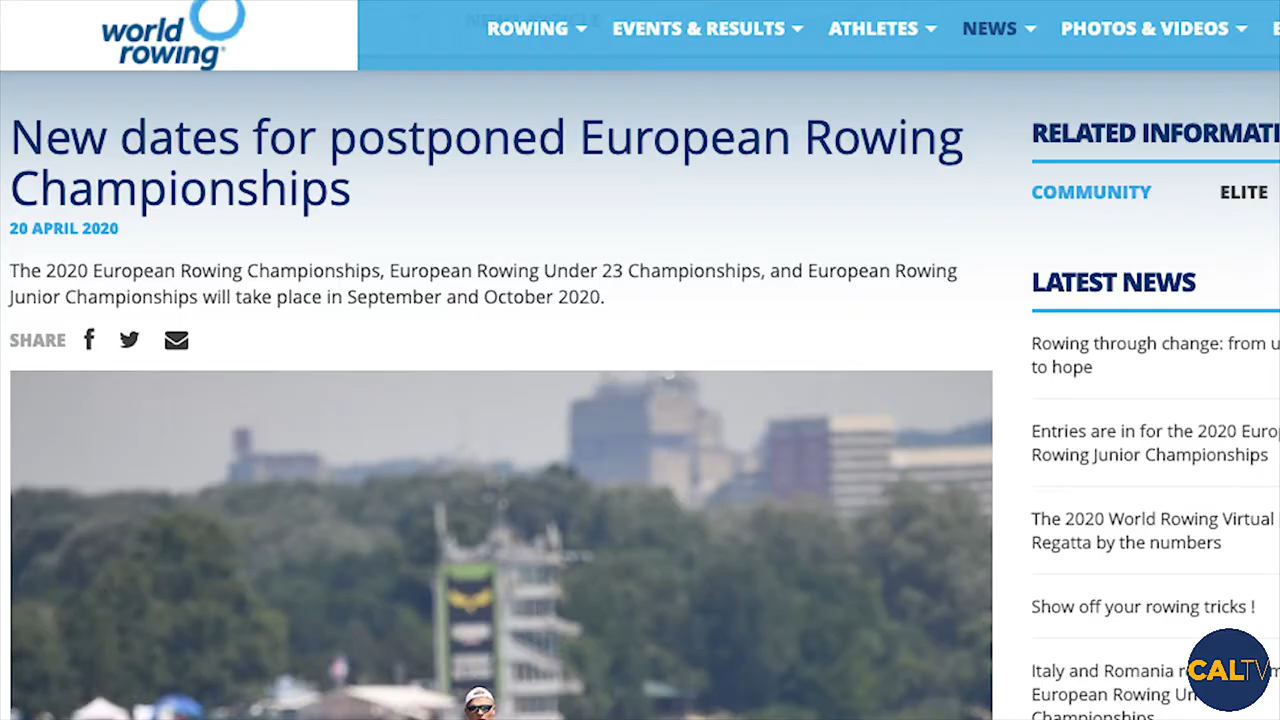 world
rowing
ROWING
EVENTS & RESULTS
ATHLETES
NEWS
PHOTOS & VIDEOS
New dates for postponed European Rowing
Championships
20 APRIL 2020
The 2020 European Rowing Championships, European Rowing Under 23 Championships, and European Rowing
Junior Championships will take place in September and October 2020.
SHARE
RELATED INFORMATI
COMMUNITY
ELITE
LATEST NEWS
Rowing through change: from u
to hope
Entries are in for the 2020 Euro
Rowing Junior Championships
The 2020 World Rowing Virtual
Regatta by the numbers
Show off your rowing tricks !
Italy and Romania
European Rowing Un
Championships
CALTV